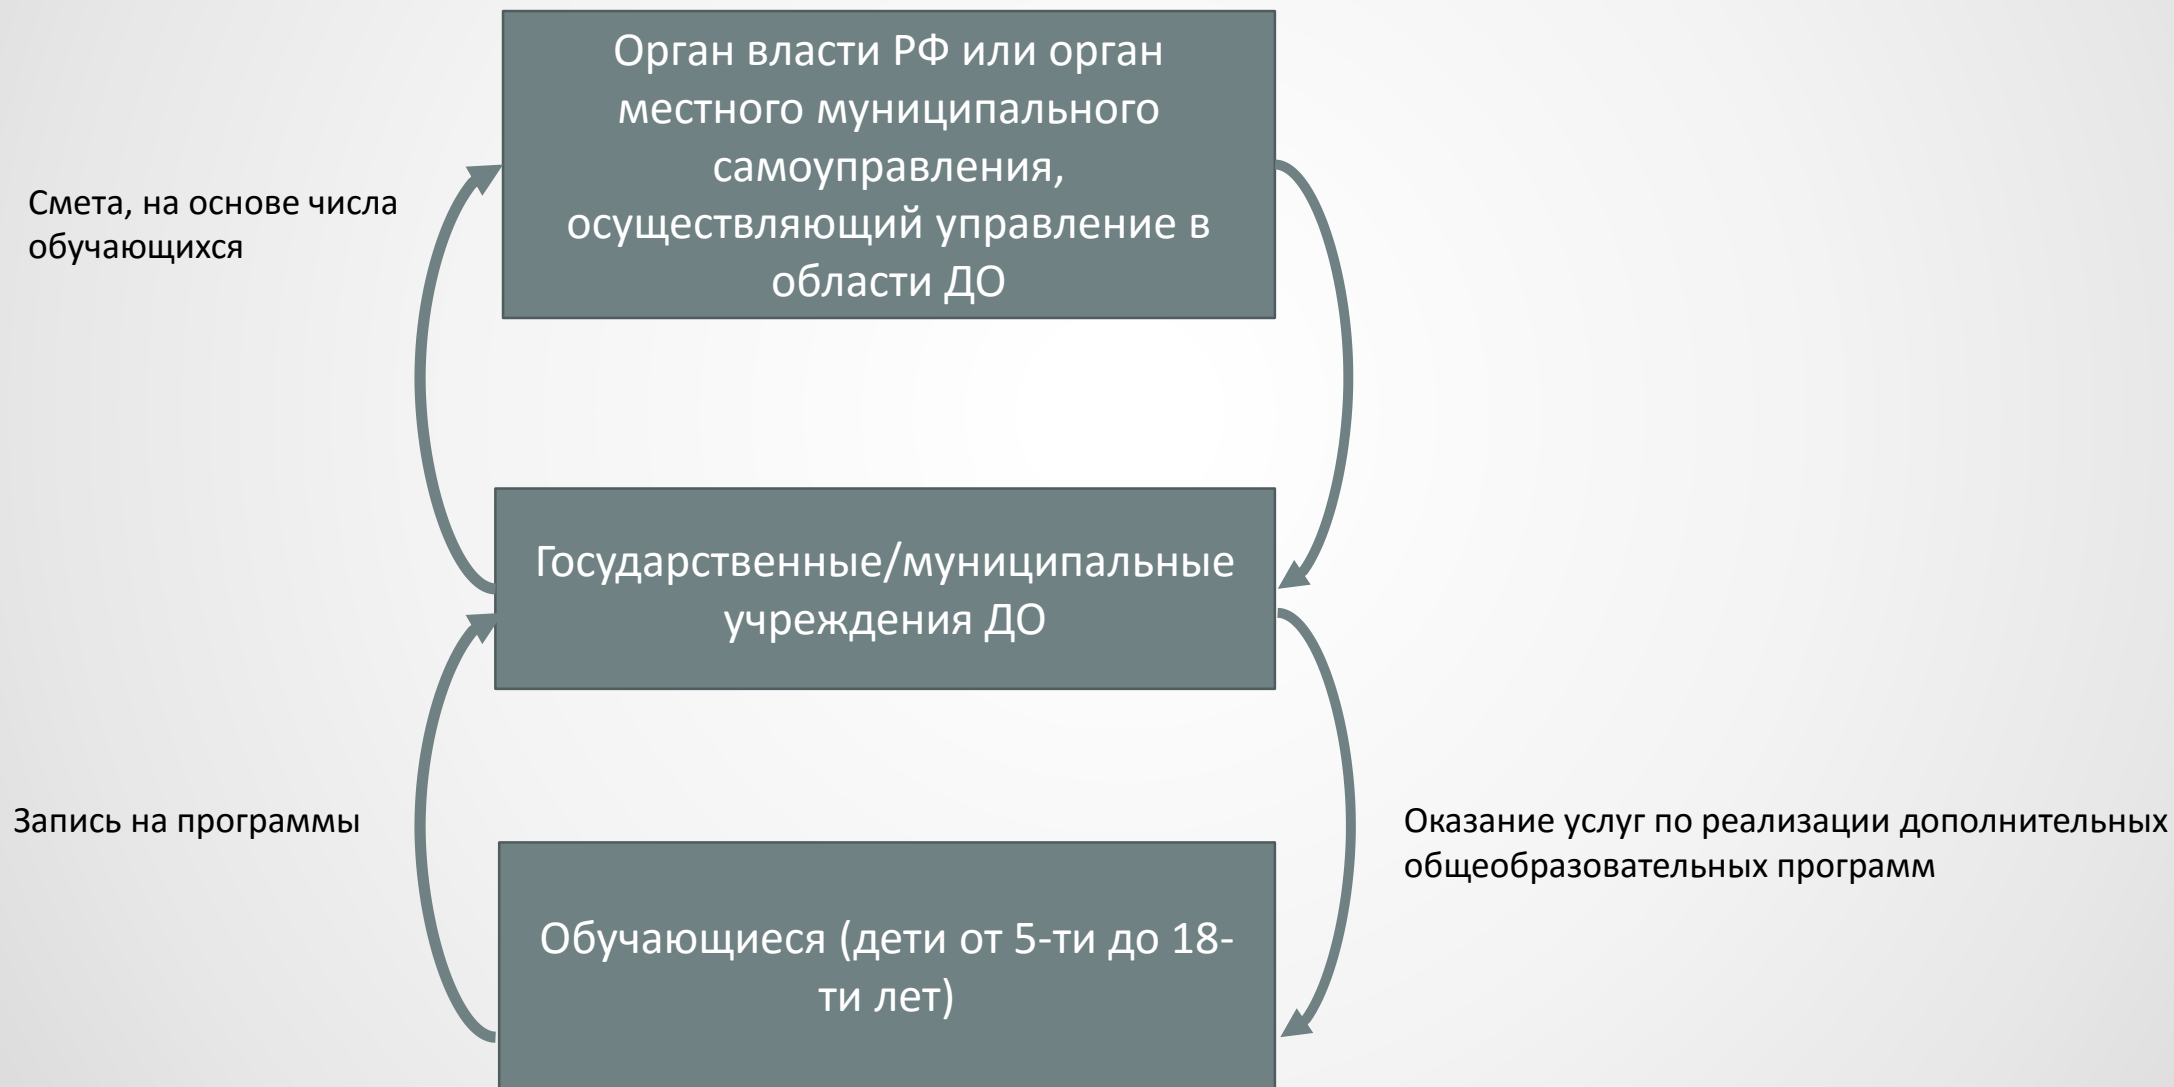 Орган власти РФ или орган
местного муниципального
самоуправления,
осуществляющий управление в
области ДО
Смета, на основе числа
обучающихся
Государственные/муниципальные
учреждения ДО
Запись на программы
Оказание услуг по реализации дополнительных
общеобразовательных программ
Обучающиеся (дети от 5-ти до 18-
ти лет)